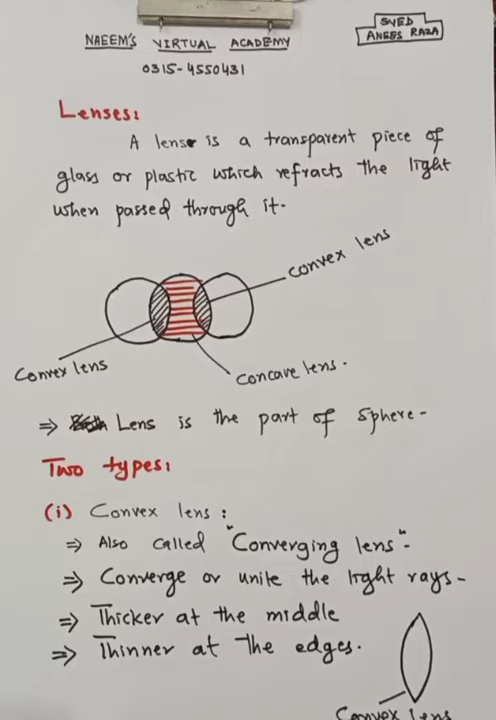 NAEEM'S VIRTUAL ACADEMY
0315-4550431
SYED
ANEES RAZA
Lenses:
A lense is a transparent piece of
glass or plastic which refracts the light
when passed through it.
Convex lens
Convex lens
Concave lens.
⇒ Lens is the part of sphere-
Two types:
(i) Convex lens:
⇒ Also called "Converging lens".
⇒ Converge or unite the light rays-
⇒ Thicker at the middle
⇒ Thinner at the edges.
Convex lens